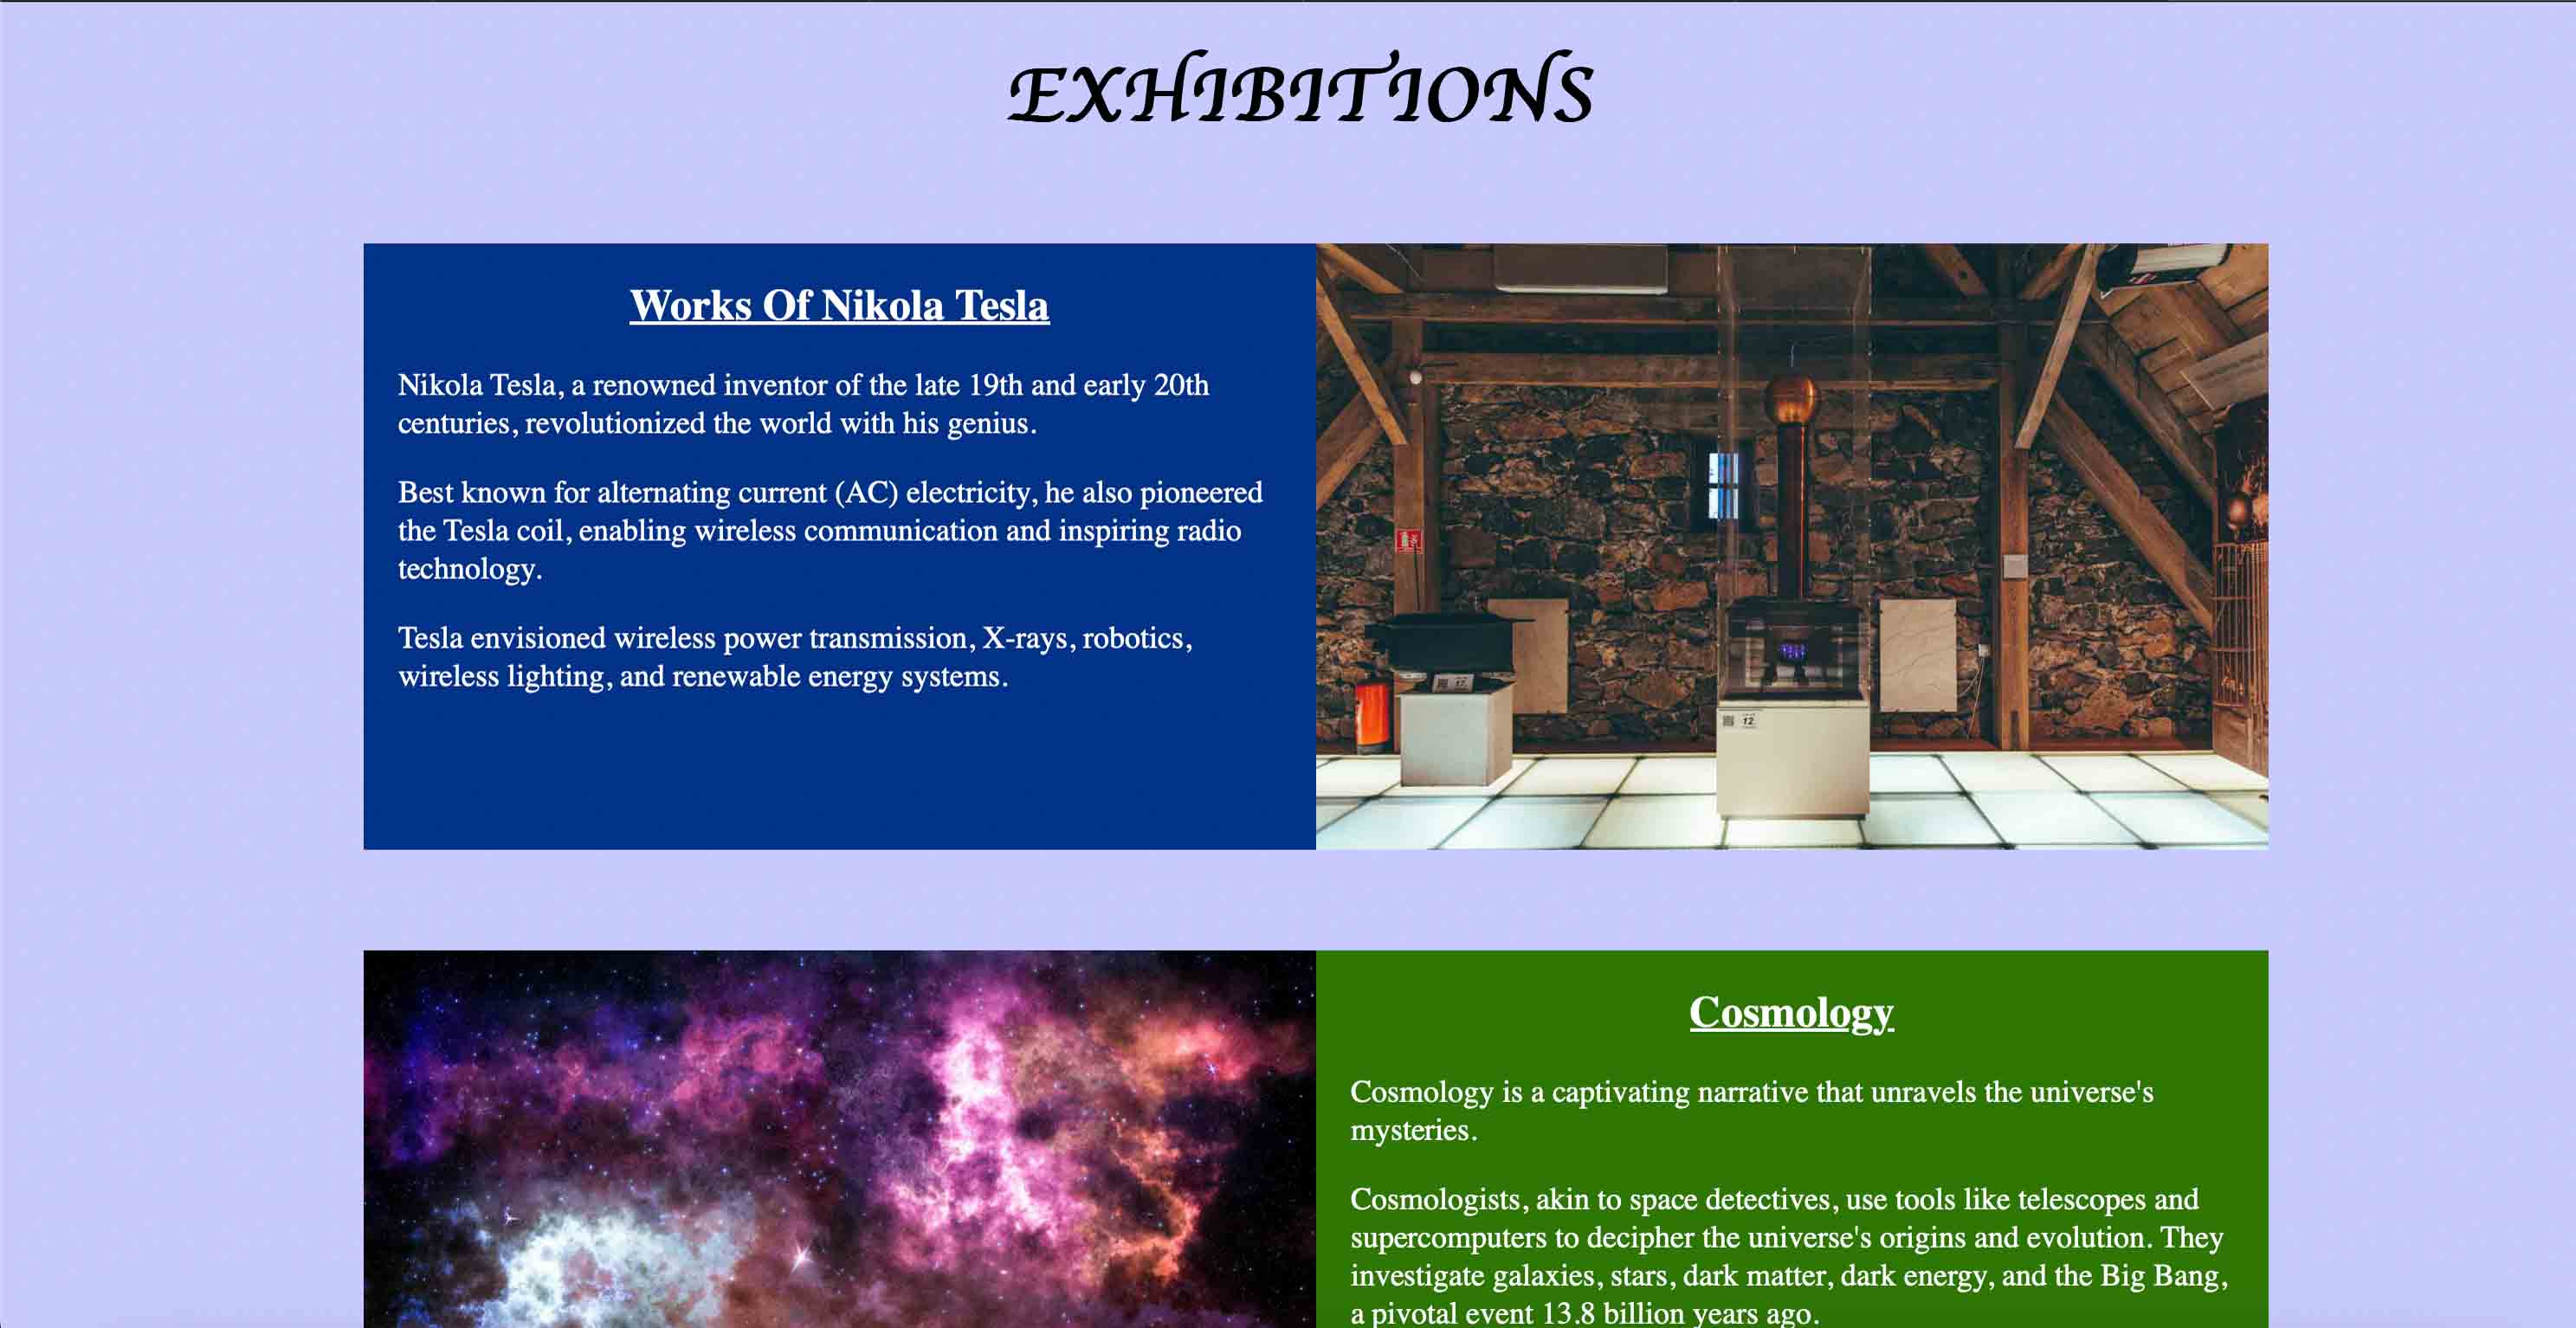 EXHIBITIONS
Works Of Nikola Tesla
Nikola Tesla, a renowned inventor of the late 19th and early 20th
centuries, revolutionized the world with his genius.
Best known for alternating current (AC) electricity, he also pioneered
the Tesla coil, enabling wireless communication and inspiring radio
technology.
Tesla envisioned wireless power transmission, X-rays, robotics,
wireless lighting, and renewable energy systems.
17.
12.
Cosmology
Cosmology is a captivating narrative that unravels the universe's
mysteries.
Cosmologists, akin to space detectives, use tools like telescopes and
supercomputers to decipher the universe's origins and evolution. They
investigate galaxies, stars, dark matter, dark energy, and the Big Bang,
a pivotal event 13.8 billion years ago.